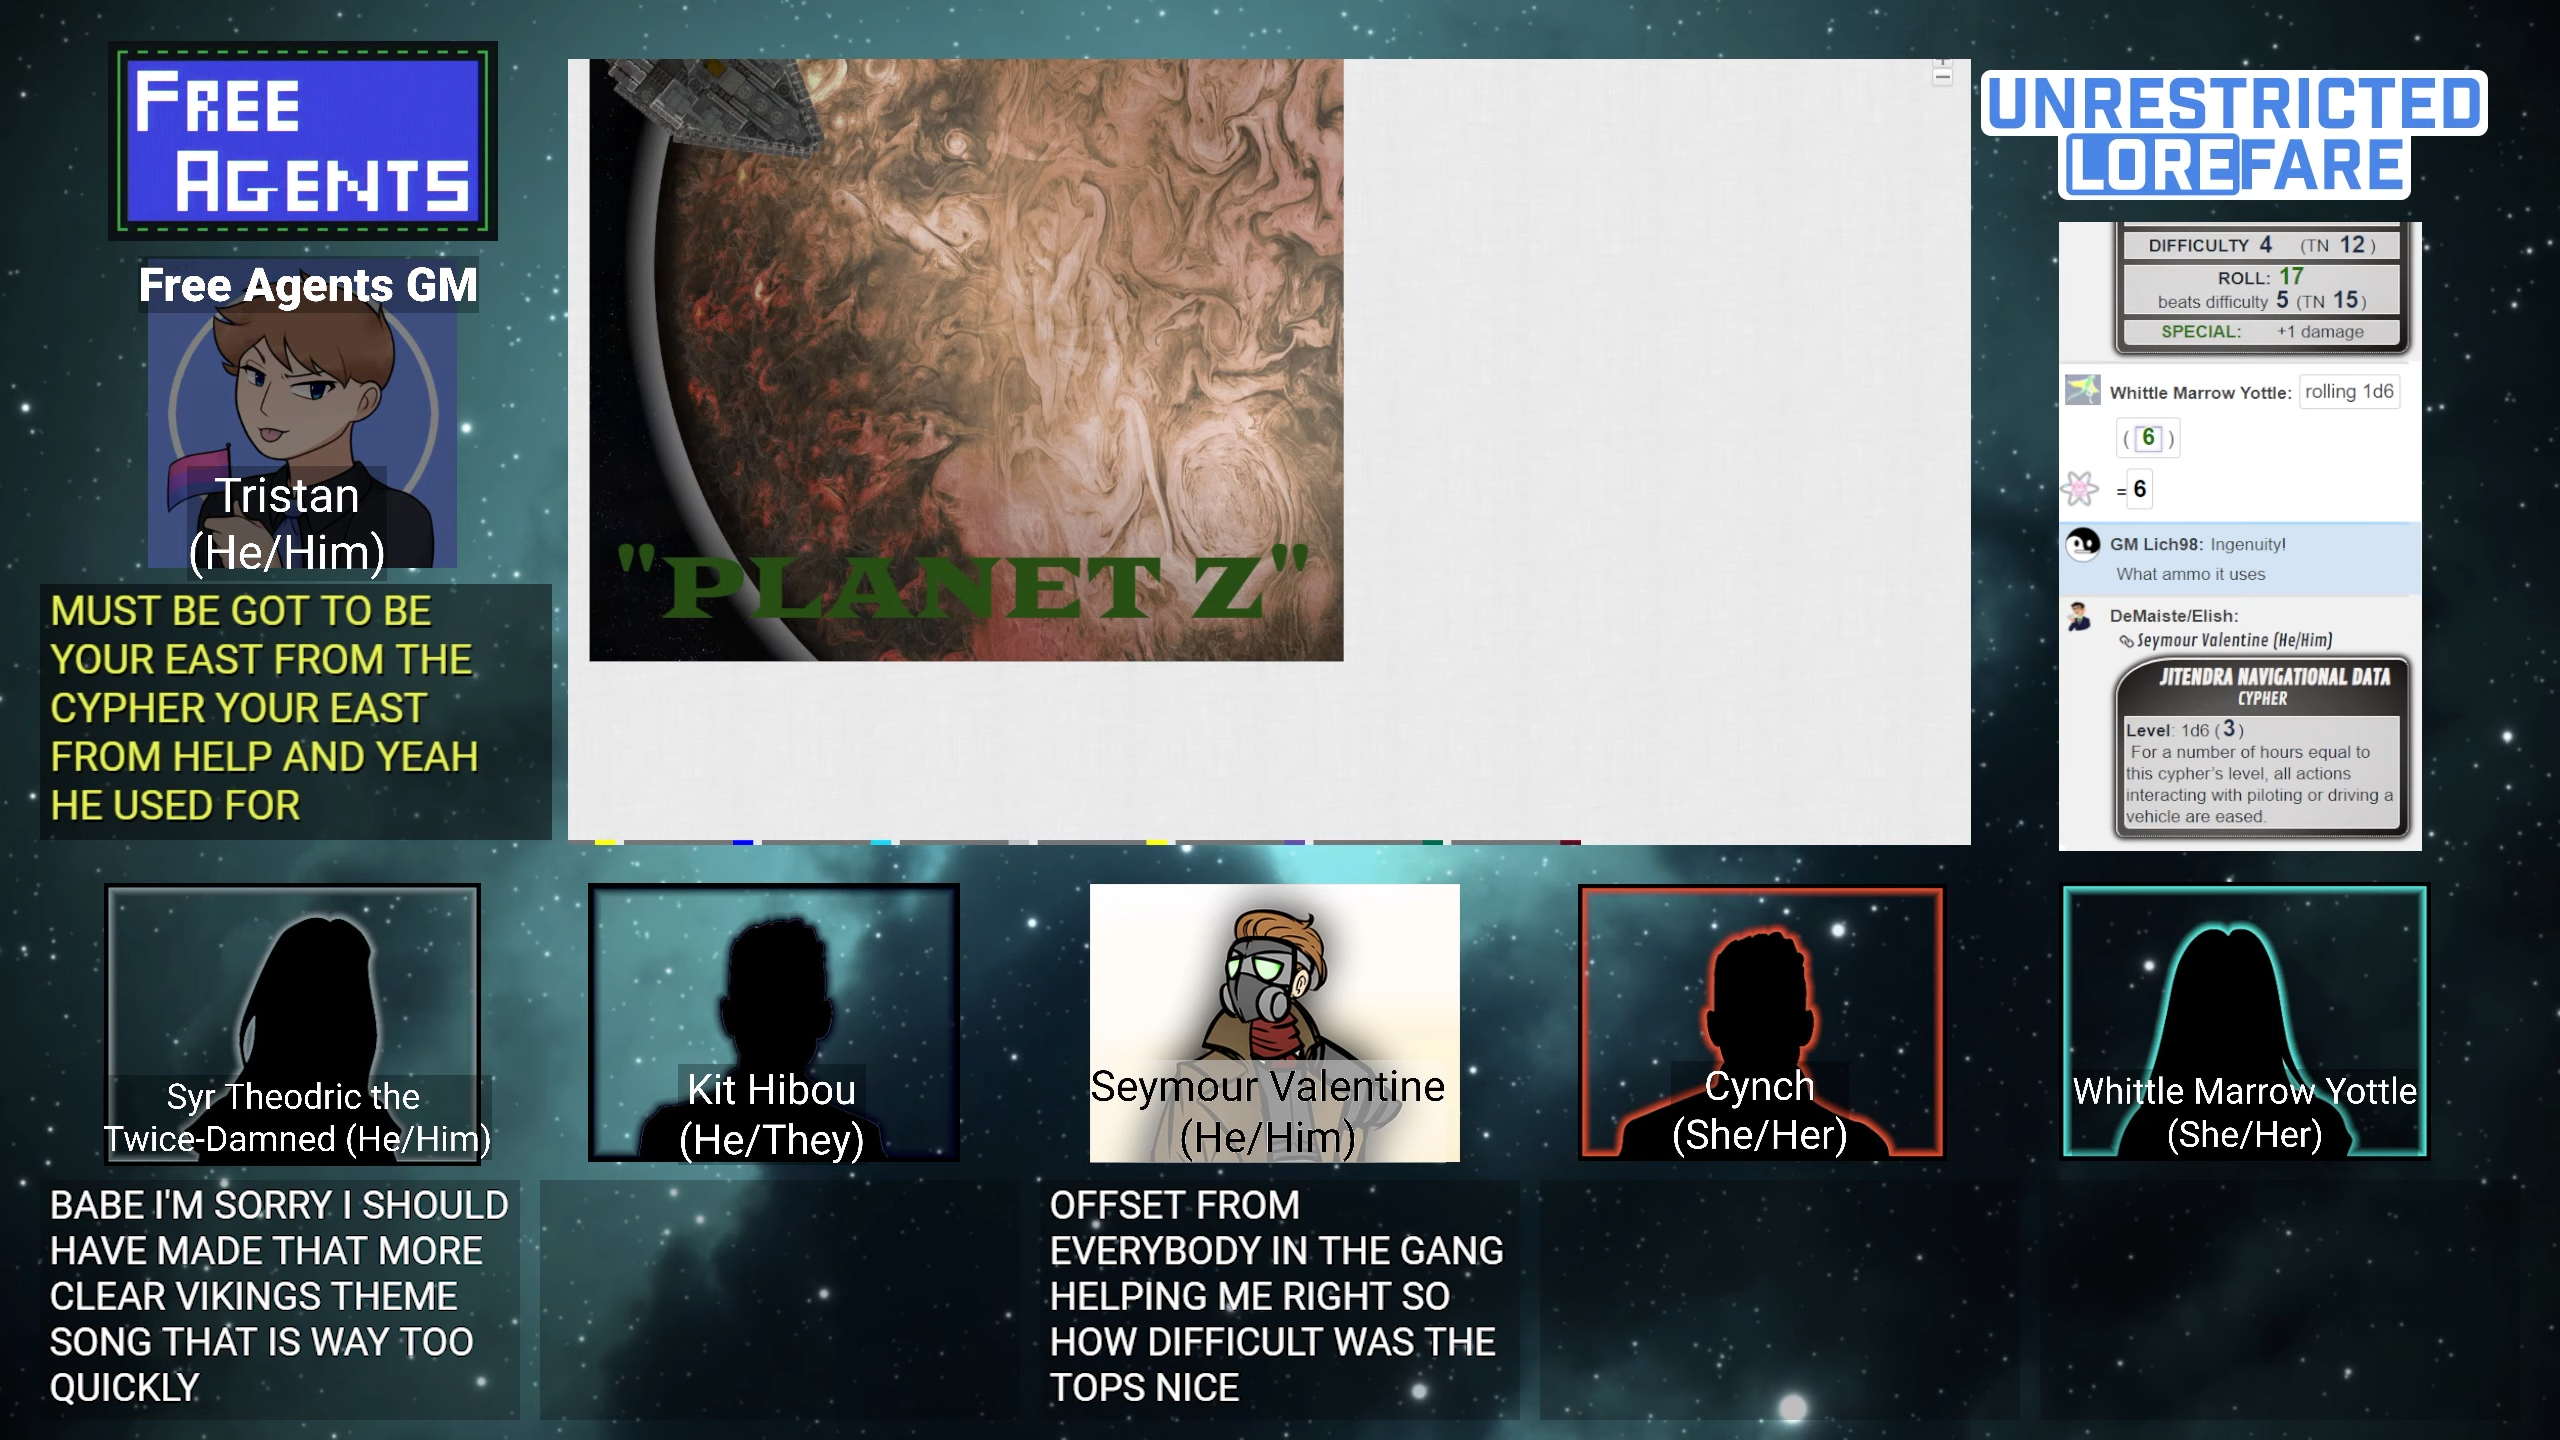 FREE
AGENTS
Free Agents GM
Tristan
(He/Him)
MUST BE GOT TO BE
YOUR EAST FROM THE
CYPHER YOUR EAST
FROM HELP AND YEAH
HE USED FOR
"PLANET Z"
UNRESTRICTED
LOREFARE
DIFFICULTY 4 (TN 12 )
ROLL: 17
beats difficulty 5 (TN 15)
SPECIAL: +1 damage
Whittle Marrow Yottle: rolling 1d6
( 6 )
= 6
GM Lich98: Ingenuity!
What ammo it uses
DeMaiste/Elish:
Seymour Valentine (He/Him)
JITENDRA NAVIGATIONAL DATA
CYPHER
Level: 1d6 ( 3 )
For a number of hours equal to
this cypher's level, all actions
interacting with piloting or driving a
vehicle are eased.
Syr Theodric the
Twice-Damned (He/Him)
Kit Hibou
(He/They)
Seymour Valentine
(He/Him)
Cynch
(She/Her)
Whittle Marrow Yottle
(She/Her)
BABE I'M SORRY I SHOULD
HAVE MADE THAT MORE
CLEAR VIKINGS THEME
SONG THAT IS WAY TOO
QUICKLY
OFFSET FROM
EVERYBODY IN THE GANG
HELPING ME RIGHT SO
HOW DIFFICULT WAS THE
TOPS NICE